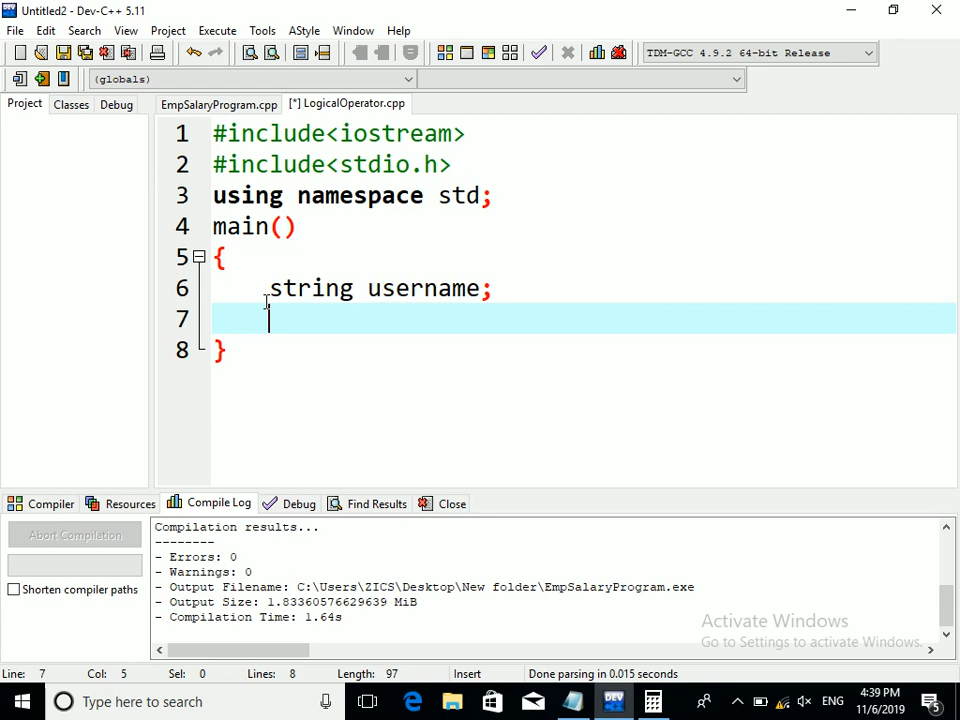 Untitled2 - Dev-C++ 5.11
File Edit Search View Project Execute Tools AStyle Window Help
TDM-GCC 4.9.2 64-bit Release
(globals)
Project Classes Debug EmpSalaryProgram.cpp [*] LogicalOperator.cpp
1 #include<iostream>
2 #include<stdio.h>
3 using namespace std;
4 main()
5 {
6 string username;
7
8 }
Compiler Resources Compile Log Debug Find Results Close
Abort Compilation
Shorten compiler paths
Compilation results...
--------
- Errors: 0
- Warnings: 0
- Output Filename: C:\Users\ZICS\Desktop\New folder\EmpSalaryProgram.exe
- Output Size: 1.83360576629639 MiB
- Compilation Time: 1.64s
Activate Windows
Go to Settings to activate Windows.
Line: 7 Col: 5 Sel: 0 Lines: 8 Length: 97 Insert Done parsing in 0.015 seconds
Type here to search
DEV
ENG
4:39 PM
11/6/2019
5